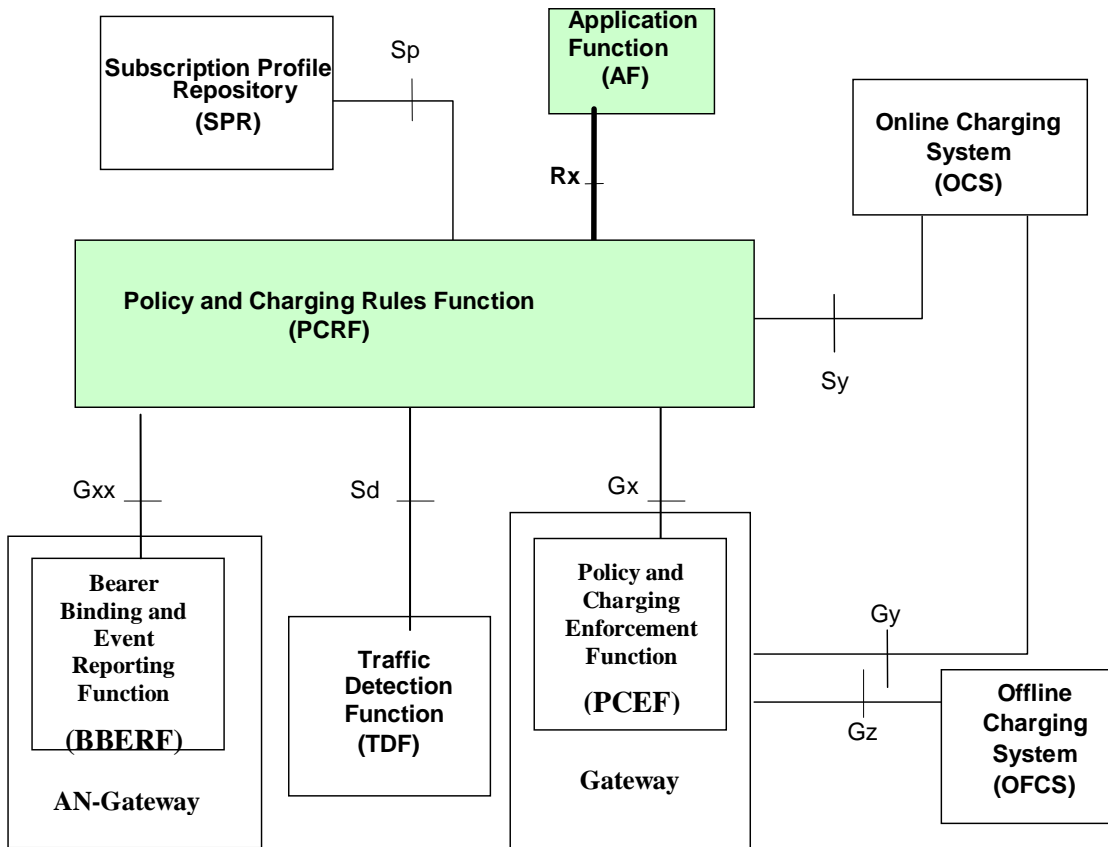 Subscription Profile
Repository
(SPR)
Sp
Application
Function
(AF)
Online Charging
System
(OCS)
Rx
Policy and Charging Rules Function
(PCRF)
Sy
Gxx
Sd
Gx
Bearer
Binding and
Event
Reporting
Function
(BBERF)
AN-Gateway
Traffic
Detection
Function
(TDF)
Policy and
Charging
Enforcement
Function
(PCEF)
Gateway
Gy
Gz
Offline
Charging
System
(OFCS)